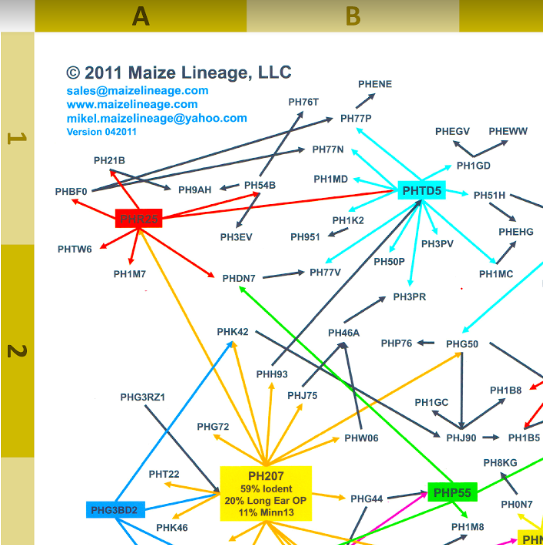 A B
© 2011 Maize Lineage, LLC
sales@maizelineage.com
www.maizelineage.com
mikel.maizelineage@yahoo.com
Version 042011
1
PHENE
PH76T
PH77P
PHEGV PHEWW
PH77N
PH21B
PH1GD
PHBF0 PH9AH PH54B PH1MD PHTD5 PH51H
PH1K2
PH3EV PH951 PHEHG
PH3PV
PHTW6 PH50P
PH1M7 PHDN7 PH77V PH1MC
PH3PR
2
PHK42 PH46A PHP76 PHG50
PHH93
PHG3RZ1 PHJ75 PH1GC PH1B8
PHG72 PHW06 PHJ90 PH1B5
PH8KG
PHT22 PH207
59% Iodent
20% Long Ear OP
11% Minn13
PHG44 PHP55 PH0N7
PHG3BD2
PHK46 PH1M8